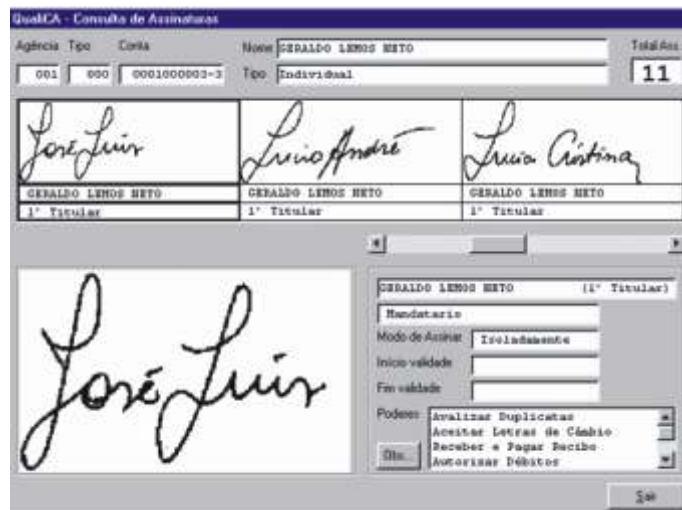 QualiCA - Consulta de Assinaturas
Agência Tipo Conta Nome GERALDO LEMOS NETO Total Ass
001 000 0001000003-3 Tipo Individual 11
José Luis Lucio André Lucia Cristina
GERALDO LEMOS NETO GERALDO LEMOS NETO GERALDO LEMOS NETO
1º Titular 1º Titular 1º Titular
José Luis
GERALDO LEMOS NETO (1º Titular)
Mandatario
Modo de Assinar Isoladamente
Início validade
Fim validade
Poderes Avalizar Duplicatas
Aceitar Letras de Câmbio
Receber e Pagar Recibo
Obs... Autorizar Débitos
Sair